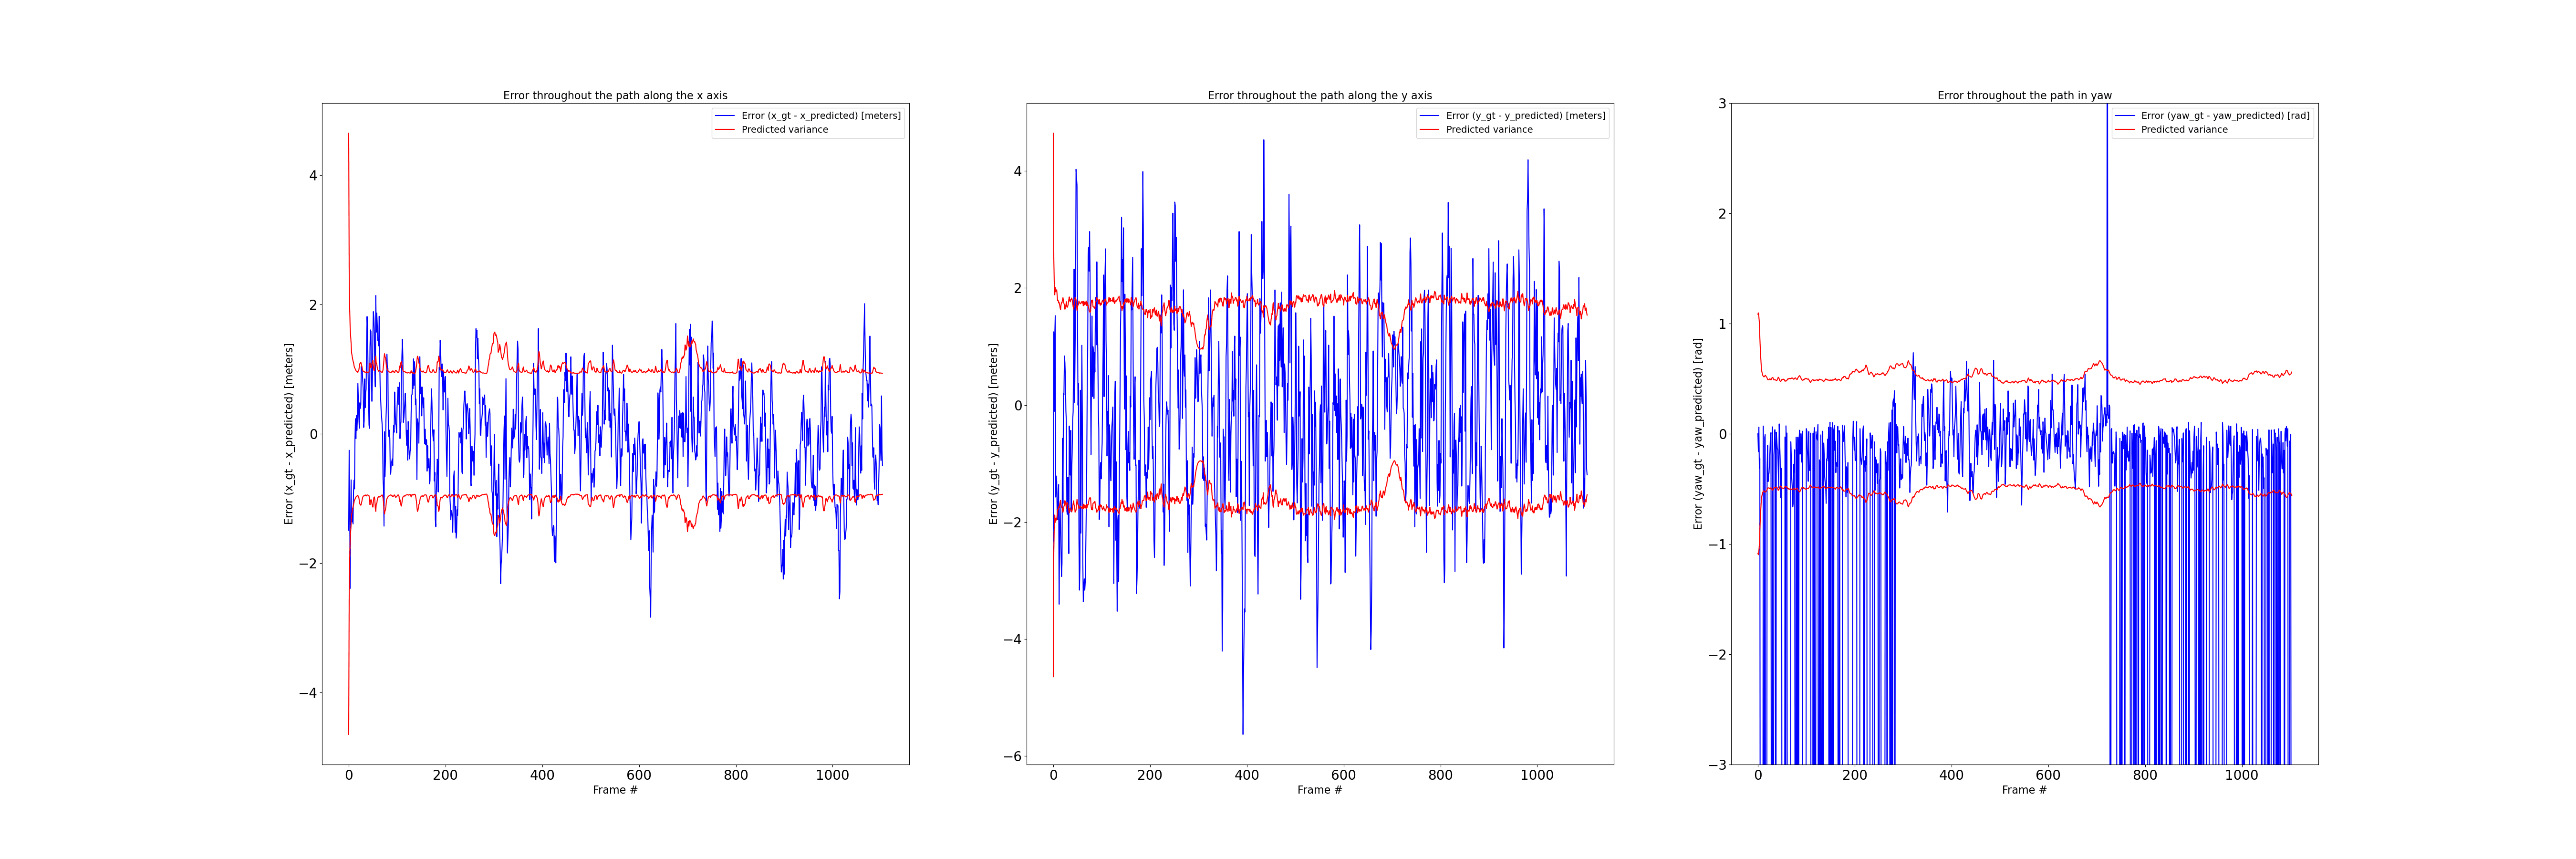 Error throughout the path along the x axis
Error (x_gt - x_predicted) [meters]
Predicted variance
Error (x_gt - x_predicted) [meters]
4
2
0
−2
−4
0 200 400 600 800 1000
Frame #
Error throughout the path along the y axis
Error (y_gt - y_predicted) [meters]
Predicted variance
Error (y_gt - y_predicted) [meters]
4
2
0
−2
−4
−6
0 200 400 600 800 1000
Frame #
Error throughout the path in yaw
Error (yaw_gt - yaw_predicted) [rad]
Predicted variance
Error (yaw_gt - yaw_predicted) [rad]
3
2
1
0
−1
−2
−3
0 200 400 600 800 1000
Frame #